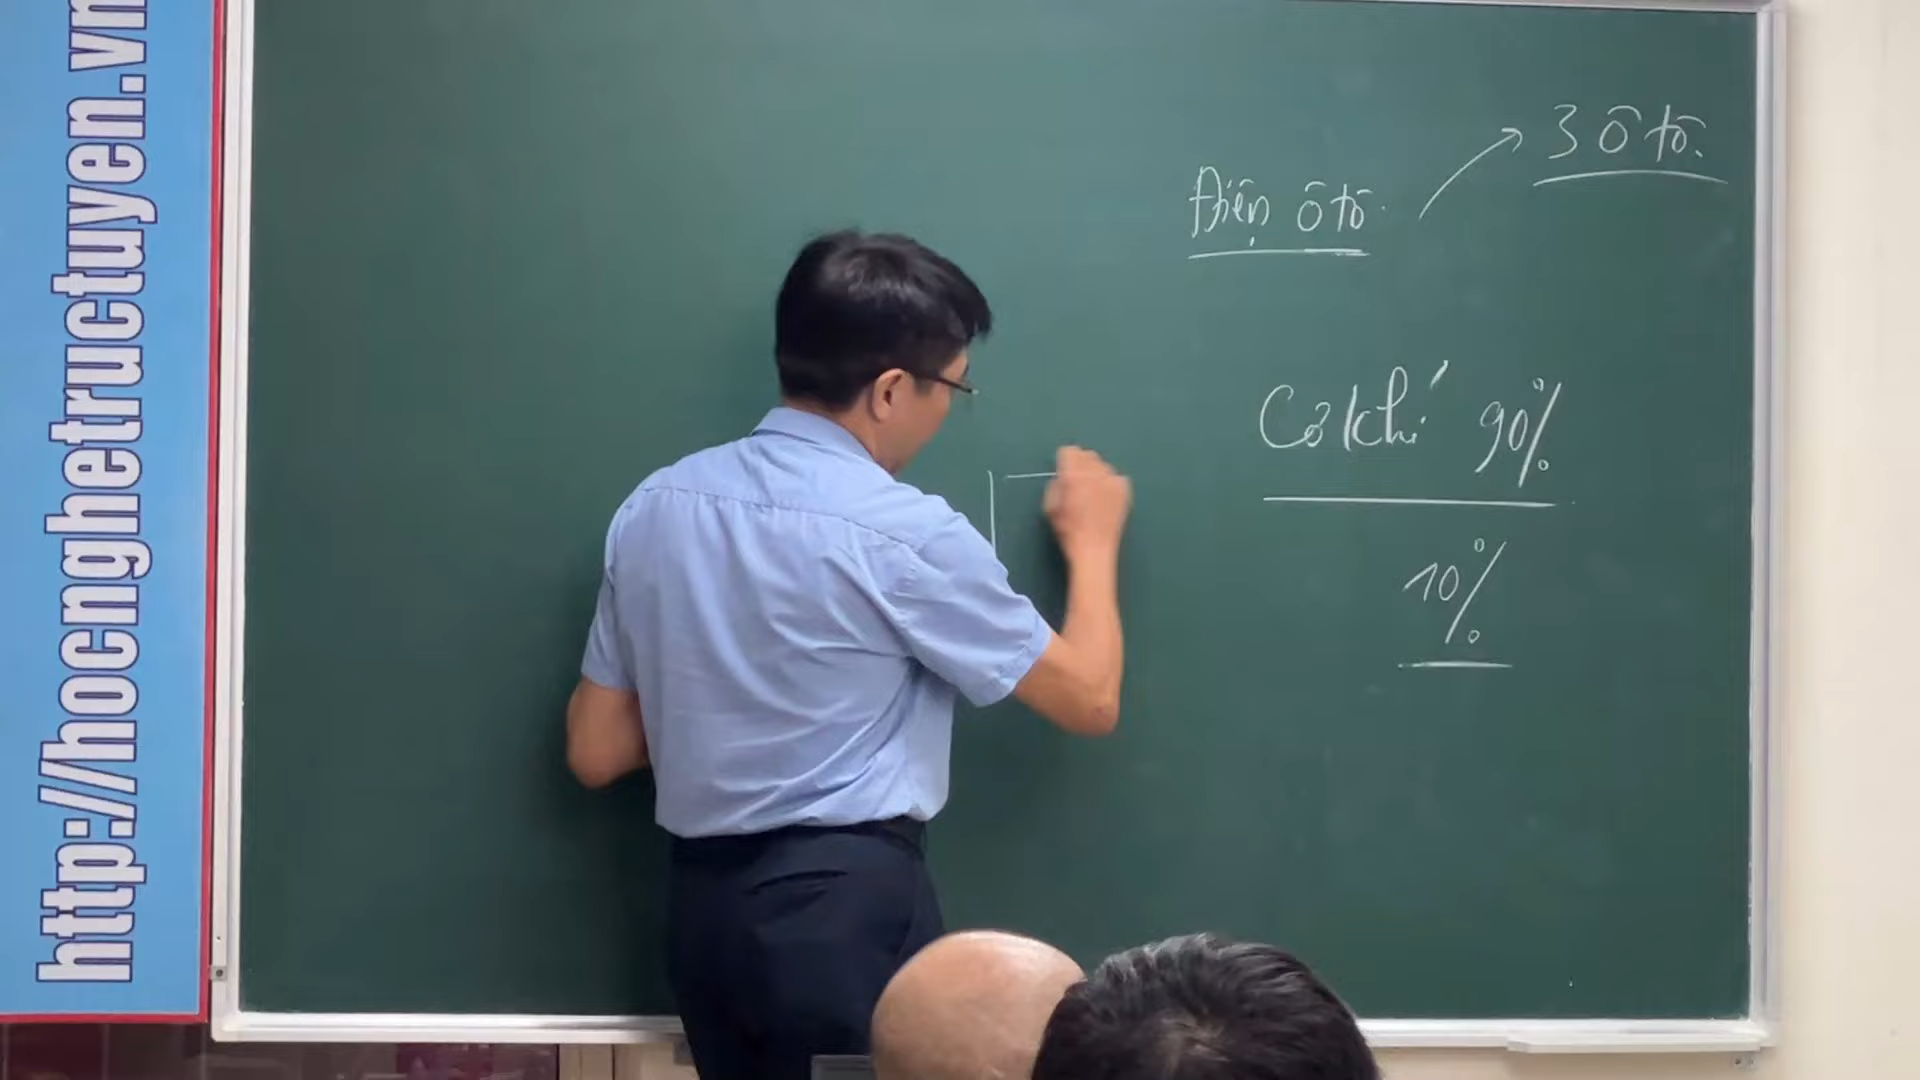 http://hocnghetructuyen.vn
3 Ô tô.
Điện ô tô.
Cơ khí 90%
10%